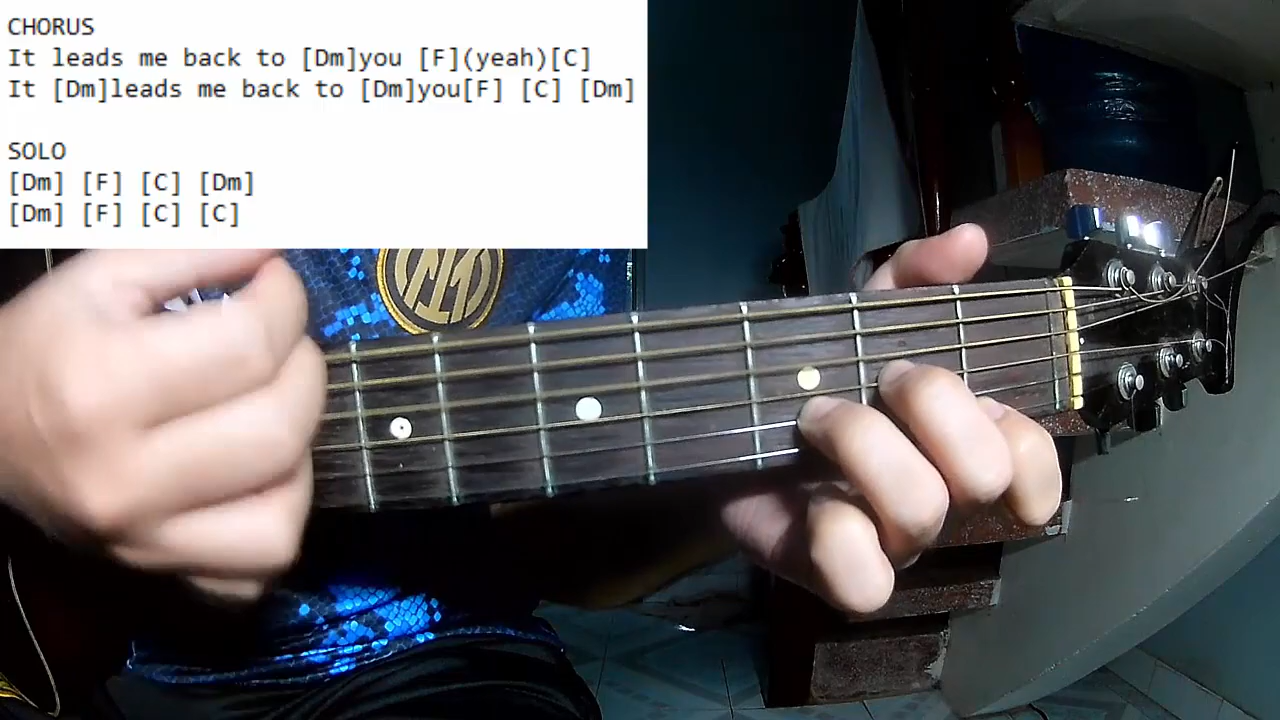 CHORUS
It leads me back to [Dm]you [F](yeah)[C]
It [Dm]leads me back to [Dm]you[F] [C] [Dm]
SOLO
[Dm] [F] [C] [Dm]
[Dm] [F] [C] [C]